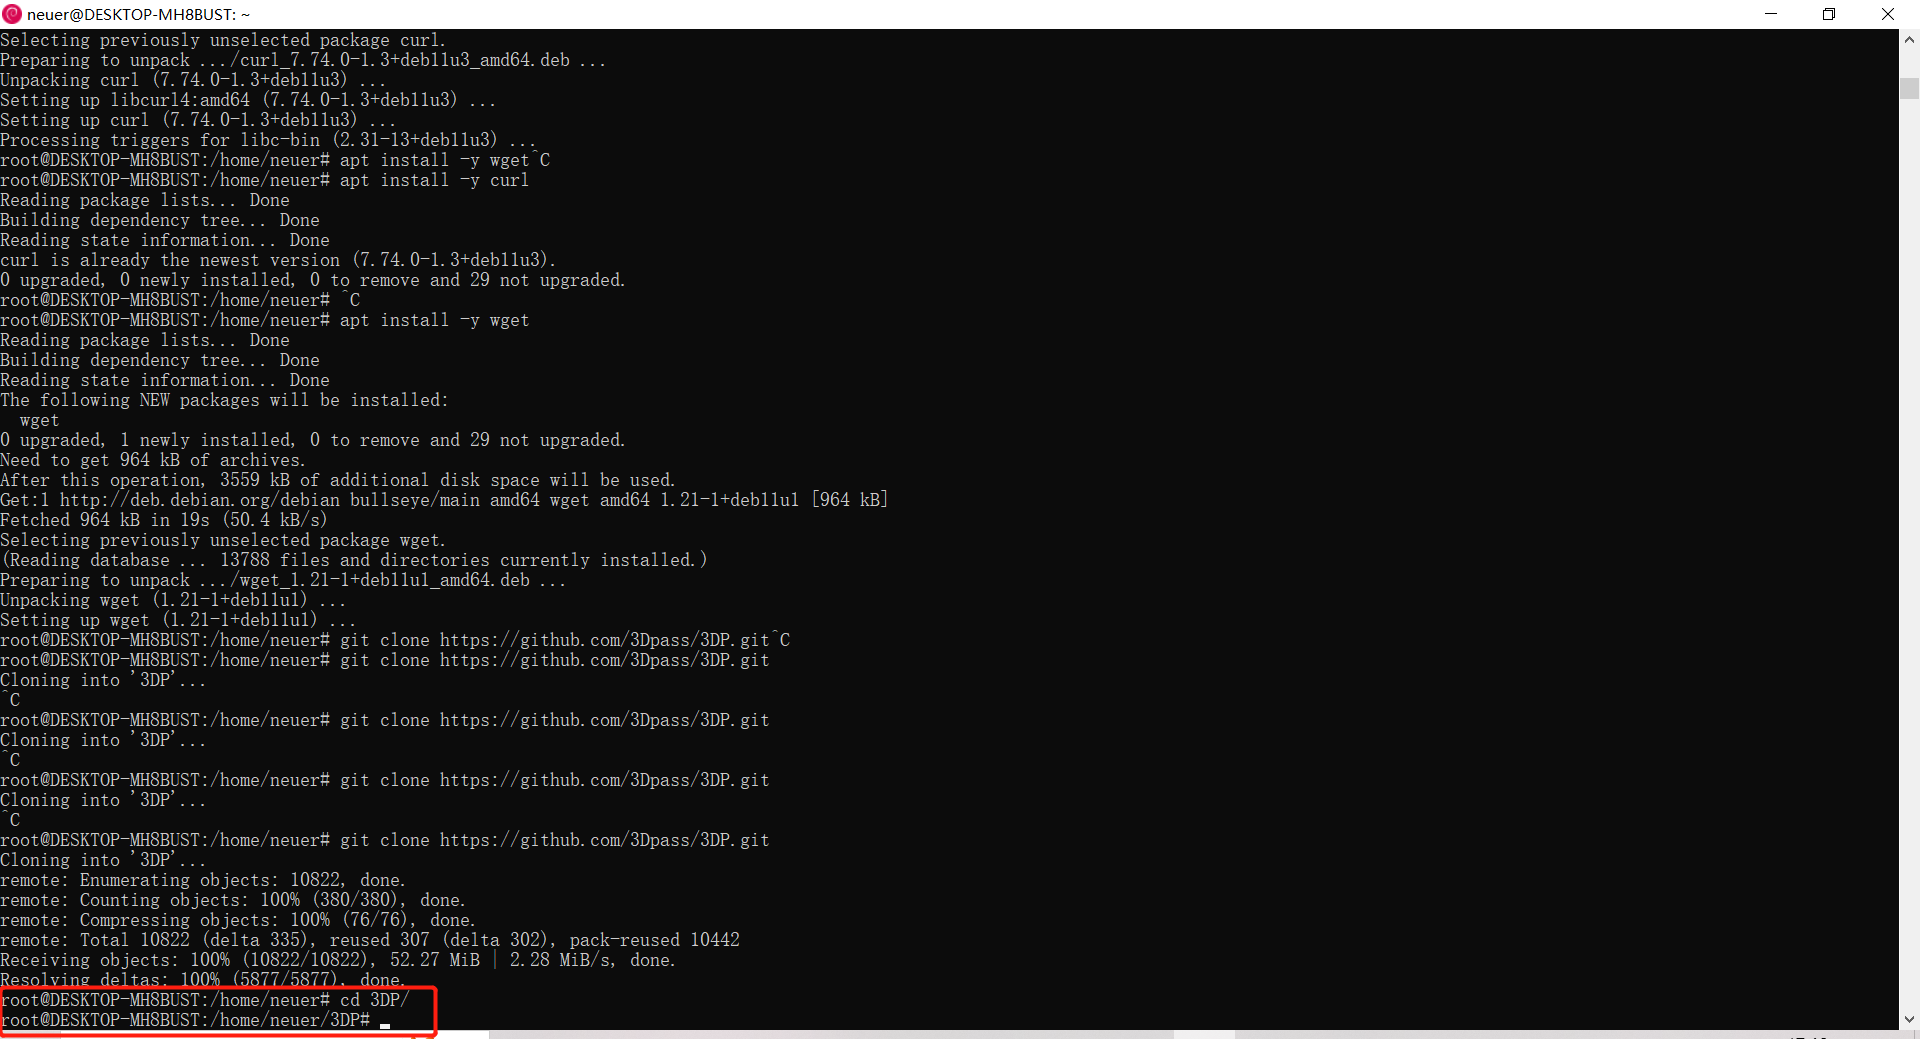 neuer@DESKTOP-MH8BUST: ~
Selecting previously unselected package curl.
Preparing to unpack .../curl_7.74.0-1.3+deb11u3_amd64.deb ...
Unpacking curl (7.74.0-1.3+deb11u3) ...
Setting up libcurl4:amd64 (7.74.0-1.3+deb11u3) ...
Setting up curl (7.74.0-1.3+deb11u3) ...
Processing triggers for libc-bin (2.31-13+deb11u3) ...
root@DESKTOP-MH8BUST:/home/neuer# apt install -y wget^C
root@DESKTOP-MH8BUST:/home/neuer# apt install -y curl
Reading package lists... Done
Building dependency tree... Done
Reading state information... Done
curl is already the newest version (7.74.0-1.3+deb11u3).
0 upgraded, 0 newly installed, 0 to remove and 29 not upgraded.
root@DESKTOP-MH8BUST:/home/neuer# ^C
root@DESKTOP-MH8BUST:/home/neuer# apt install -y wget
Reading package lists... Done
Building dependency tree... Done
Reading state information... Done
The following NEW packages will be installed:
  wget
0 upgraded, 1 newly installed, 0 to remove and 29 not upgraded.
Need to get 964 kB of archives.
After this operation, 3559 kB of additional disk space will be used.
Get:1 http://deb.debian.org/debian bullseye/main amd64 wget amd64 1.21-1+deb11u1 [964 kB]
Fetched 964 kB in 19s (50.4 kB/s)
Selecting previously unselected package wget.
(Reading database ... 13788 files and directories currently installed.)
Preparing to unpack .../wget_1.21-1+deb11u1_amd64.deb ...
Unpacking wget (1.21-1+deb11u1) ...
Setting up wget (1.21-1+deb11u1) ...
root@DESKTOP-MH8BUST:/home/neuer# git clone https://github.com/3Dpass/3DP.git^C
root@DESKTOP-MH8BUST:/home/neuer# git clone https://github.com/3Dpass/3DP.git
Cloning into '3DP'...
^C
root@DESKTOP-MH8BUST:/home/neuer# git clone https://github.com/3Dpass/3DP.git
Cloning into '3DP'...
^C
root@DESKTOP-MH8BUST:/home/neuer# git clone https://github.com/3Dpass/3DP.git
Cloning into '3DP'...
^C
root@DESKTOP-MH8BUST:/home/neuer# git clone https://github.com/3Dpass/3DP.git
Cloning into '3DP'...
remote: Enumerating objects: 10822, done.
remote: Counting objects: 100% (380/380), done.
remote: Compressing objects: 100% (76/76), done.
remote: Total 10822 (delta 335), reused 307 (delta 302), pack-reused 10442
Receiving objects: 100% (10822/10822), 52.27 MiB | 2.28 MiB/s, done.
Resolving deltas: 100% (5877/5877), done.
root@DESKTOP-MH8BUST:/home/neuer# cd 3DP/
root@DESKTOP-MH8BUST:/home/neuer/3DP#